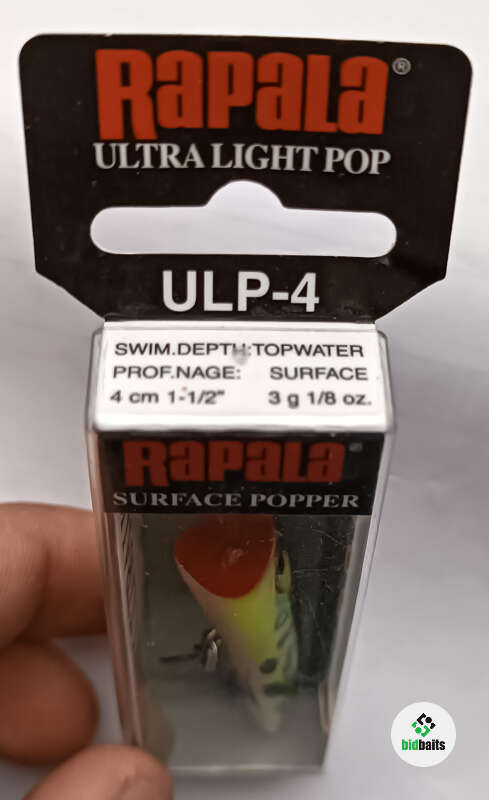 Rapala®
ULTRA LIGHT POP
ULP-4
SWIM.DEPTH:TOPWATER
PROF.NAGE: SURFACE
4 cm 1-1/2" 3 g 1/8 oz.
Rapala®
SURFACE POPPER
bidbaits